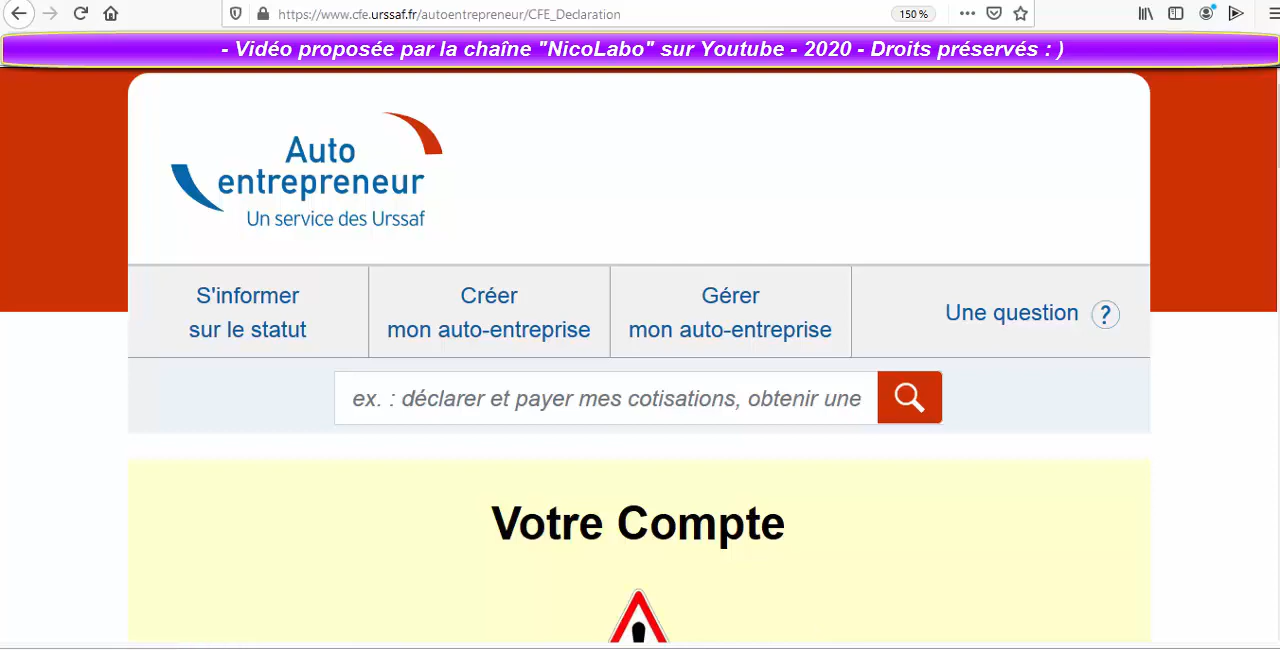 https://www.cfe.urssaf.fr/autoentrepreneur/CFE_Declaration
150 %
- Vidéo proposée par la chaîne "NicoLabo" sur Youtube - 2020 - Droits préservés : )
Auto
entrepreneur
Un service des Urssaf
S'informer
sur le statut
Créer
mon auto-entreprise
Gérer
mon auto-entreprise
Une question ?
ex. : déclarer et payer mes cotisations, obtenir une
Votre Compte